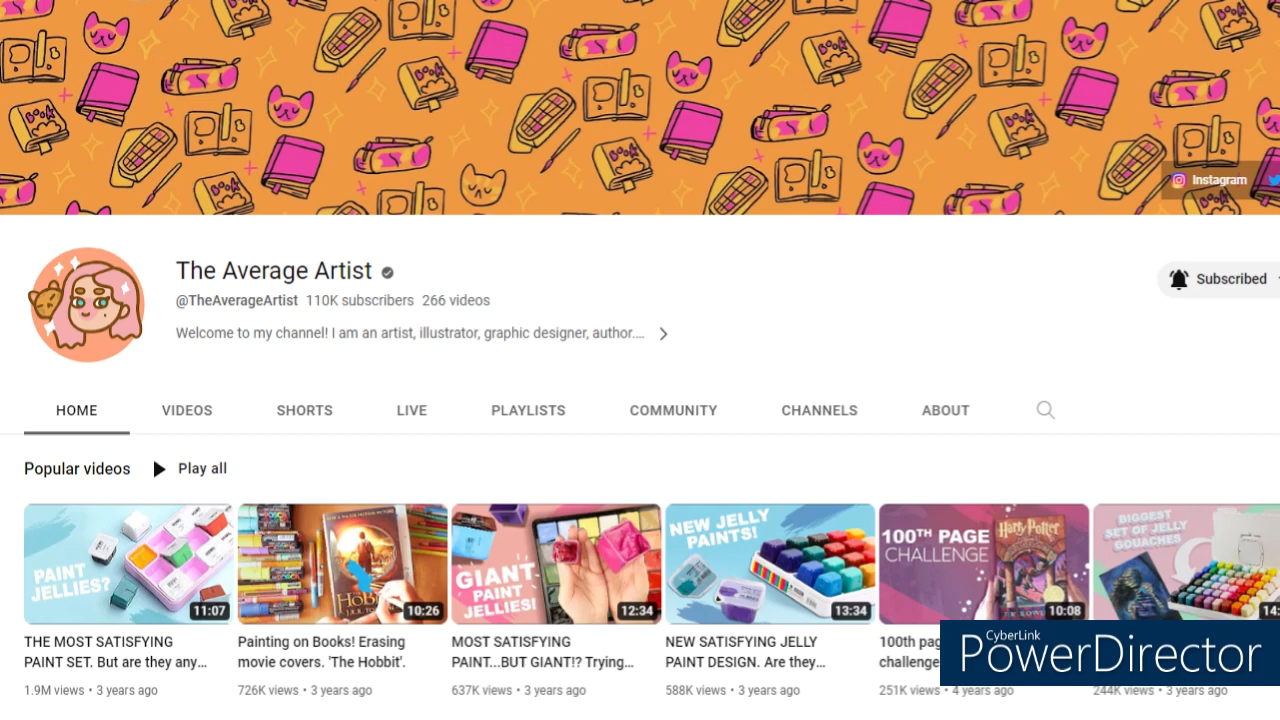 Instagram
The Average Artist
@TheAverageArtist 110K subscribers 266 videos
Welcome to my channel! I am an artist, illustrator, graphic designer, author....
Subscribed
HOME VIDEOS SHORTS LIVE PLAYLISTS COMMUNITY CHANNELS ABOUT
Popular videos Play all
PAINT
JELLIES?
11:07
10:26
GIANT
PAINT
JELLIES!
12:34
NEW JELLY
PAINTS!
13:34
100TH PAGE
CHALLENGE
Harry Potter
10:08
BIGGEST
SET OF JELLY
GOUACHES
14:
THE MOST SATISFYING
PAINT SET. But are they any...
1.9M views • 3 years ago
Painting on Books! Erasing
movie covers. 'The Hobbit'.
726K views • 3 years ago
MOST SATISFYING
PAINT...BUT GIANT!? Trying...
637K views • 3 years ago
NEW SATISFYING JELLY
PAINT DESIGN. Are they...
588K views • 3 years ago
100th pag
challenge
251K views • 4 years ago
244K views • 3 years ago
CyberLink
PowerDirector